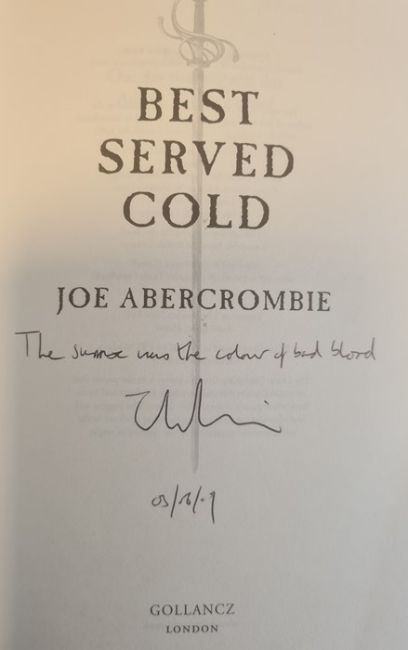 BEST
SERVED
COLD
JOE ABERCROMBIE
The sunrise was the colour of bad blood
GOLLANCZ
LONDON